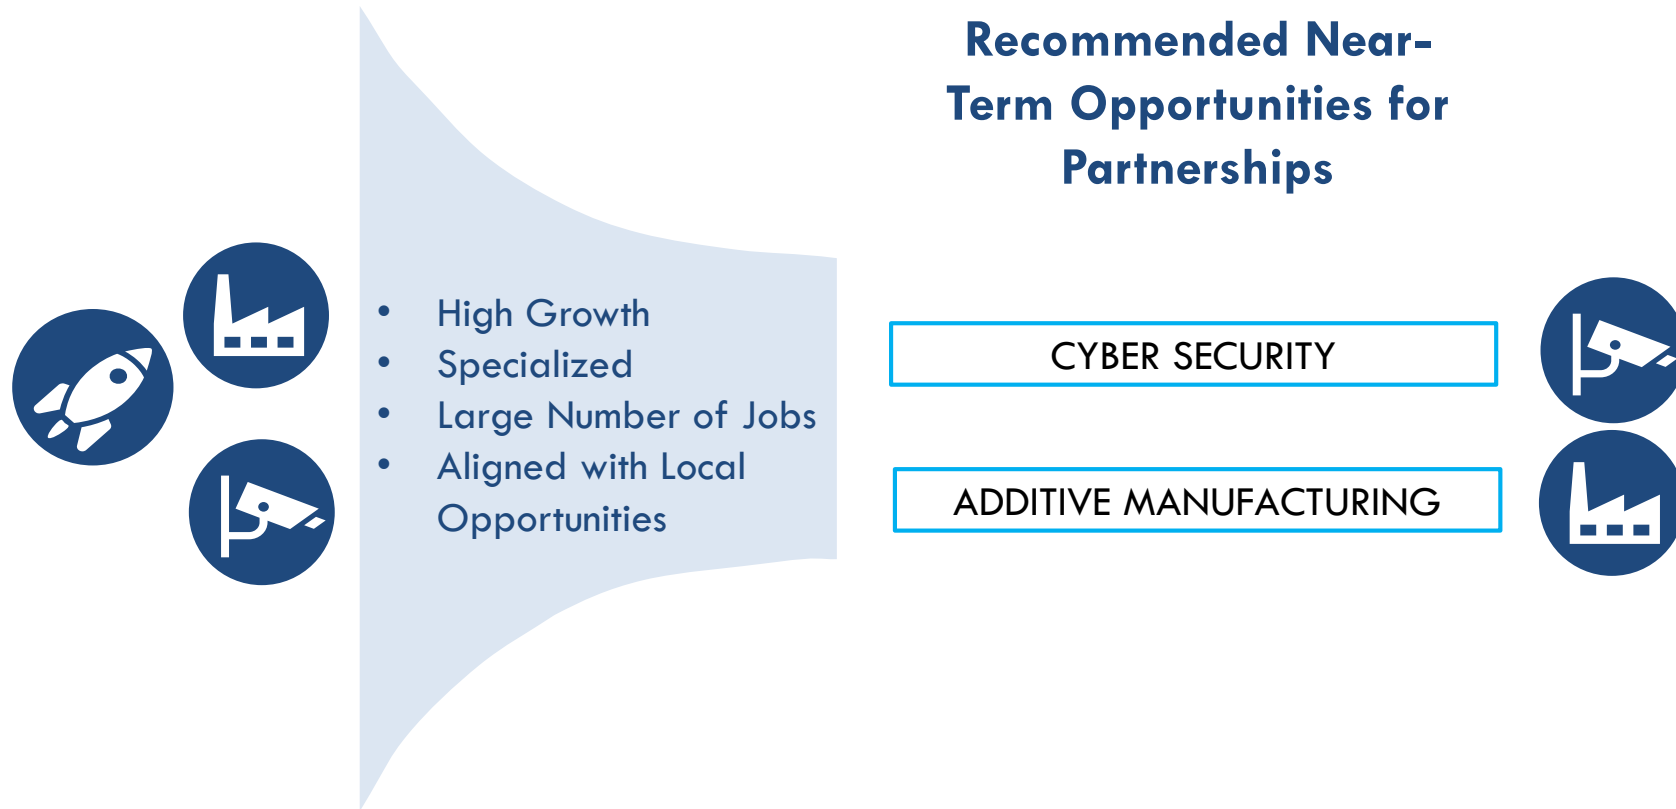 Recommended Near-
Term Opportunities for
Partnerships
• High Growth
• Specialized
• Large Number of Jobs
• Aligned with Local
Opportunities
CYBER SECURITY
ADDITIVE MANUFACTURING